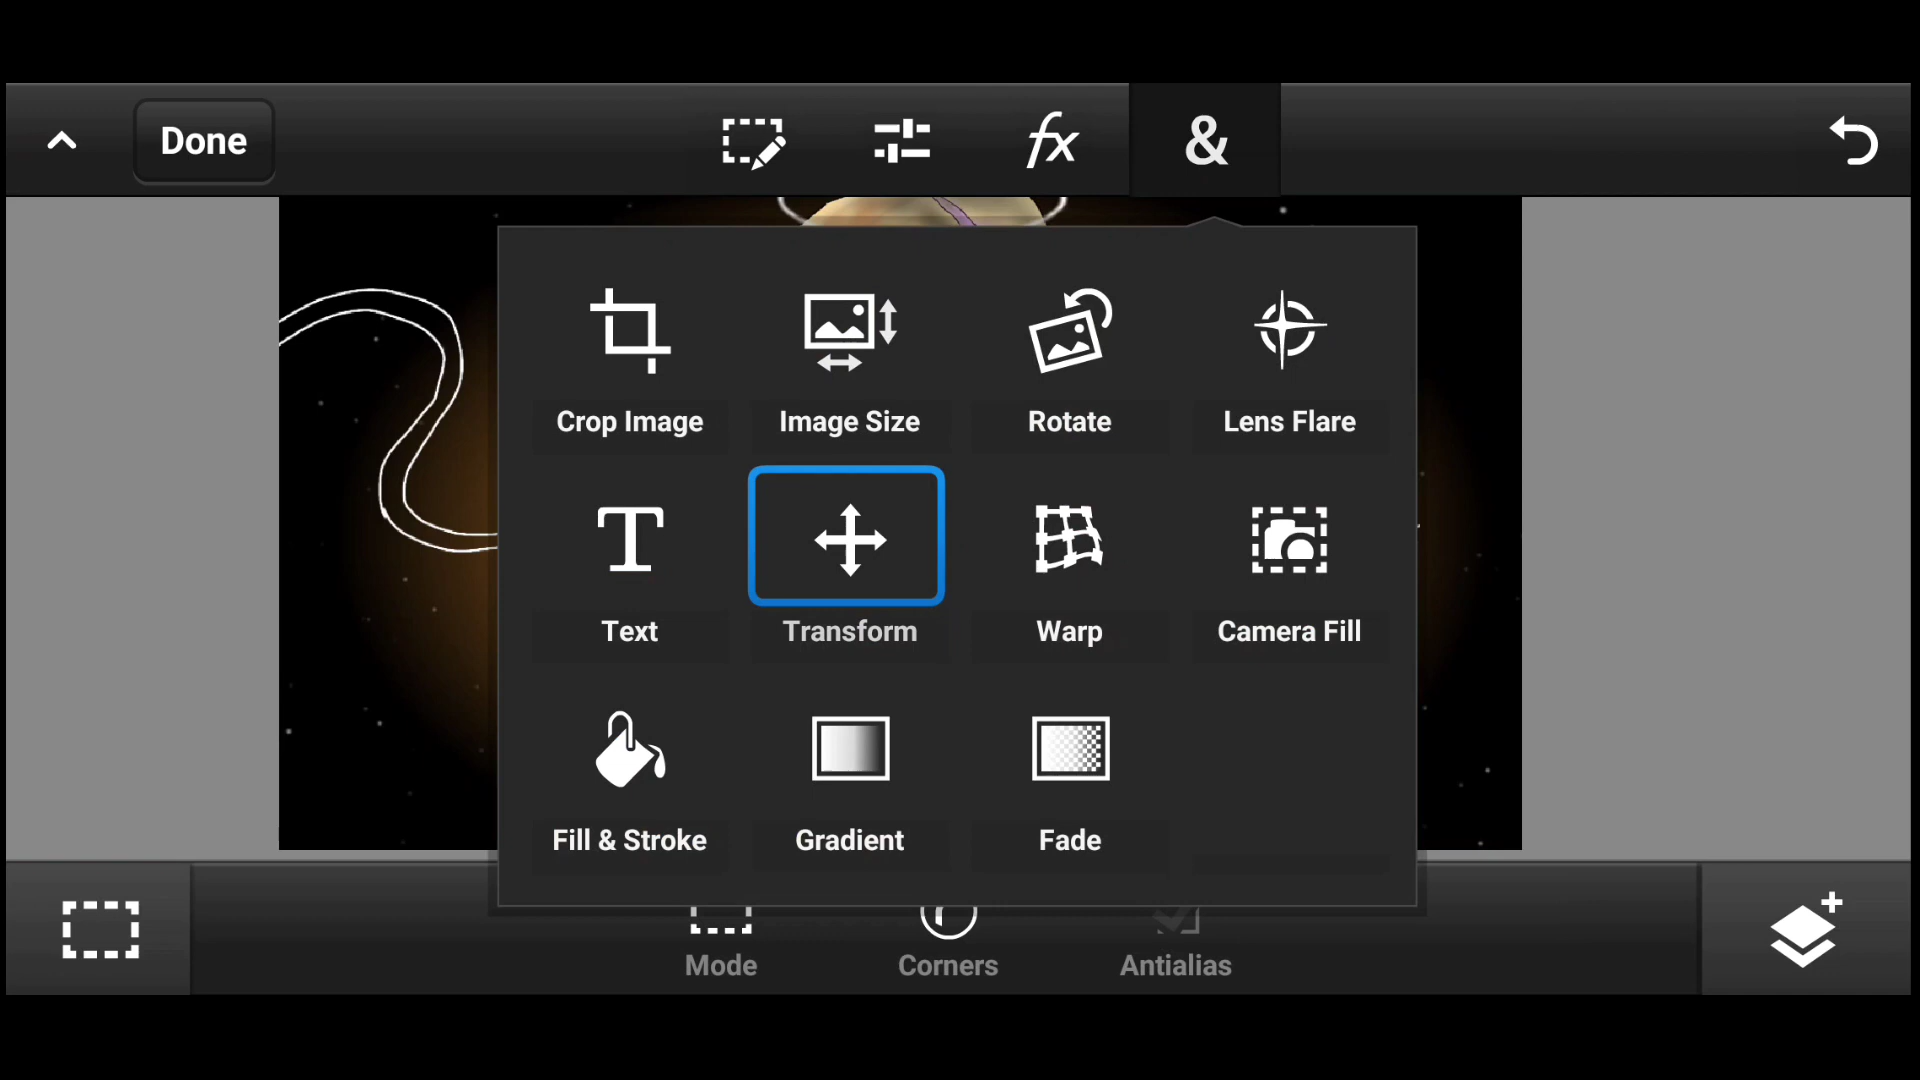 Done fx &
Crop Image Image Size Rotate Lens Flare
T
Text Transform Warp Camera Fill
Fill & Stroke Gradient Fade
Mode Corners Antialias